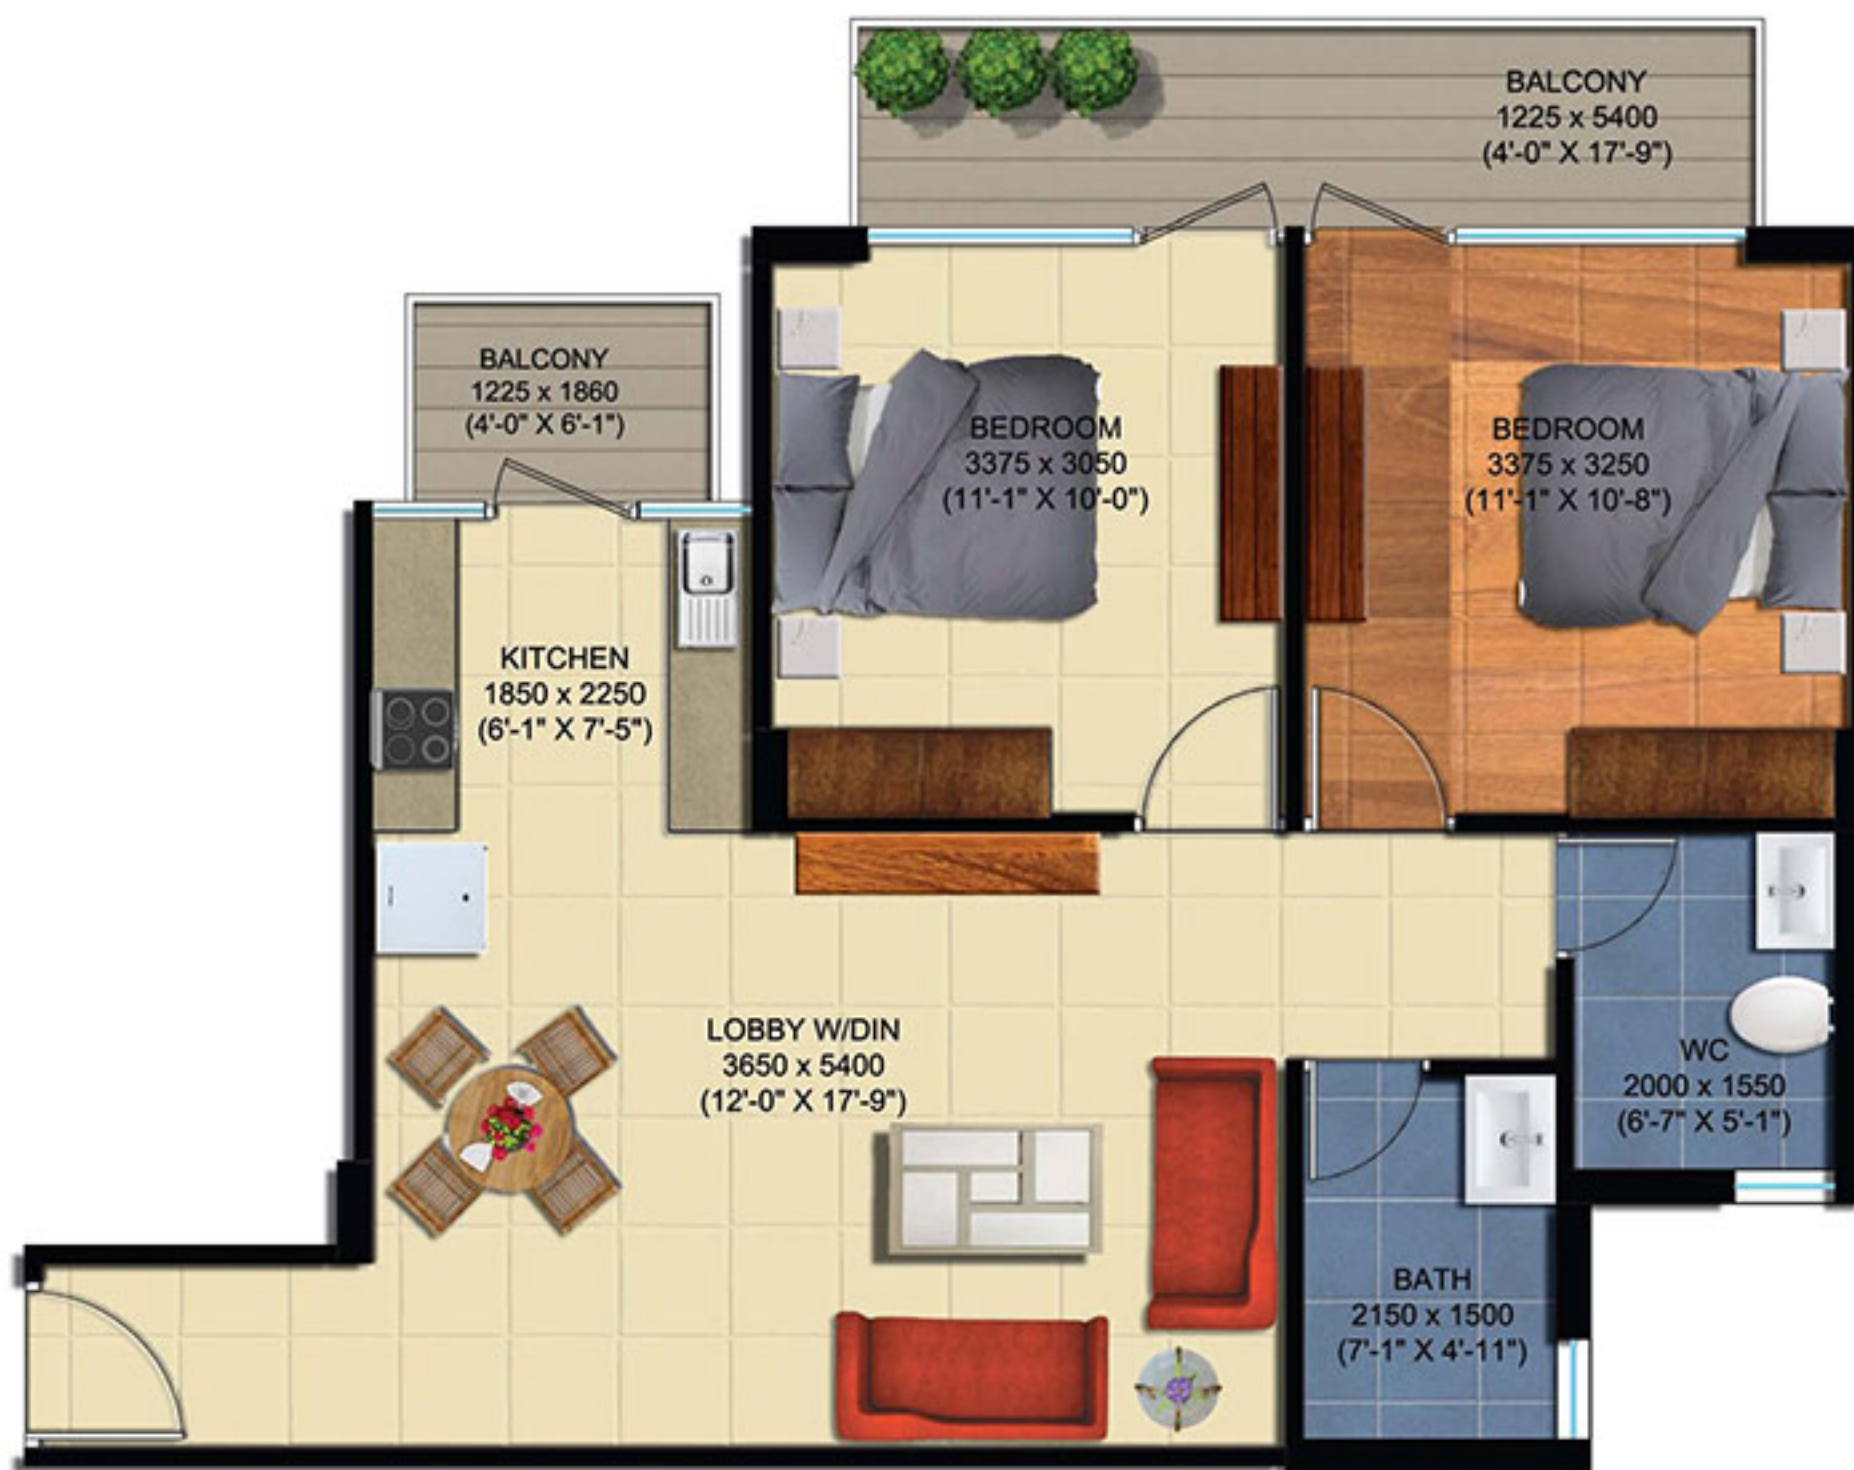 BALCONY
1225 x 5400
(4'-0" X 17'-9")
BALCONY
1225 x 1860
(4'-0" X 6'-1")
BEDROOM
3375 x 3050
(11'-1" X 10'-0")
BEDROOM
3375 x 3250
(11'-1" X 10'-8")
KITCHEN
1850 x 2250
(6'-1" X 7'-5")
LOBBY W/DIN
3650 x 5400
(12'-0" X 17'-9")
WC
2000 x 1550
(6'-7" X 5'-1")
BATH
2150 x 1500
(7'-1" X 4'-11")